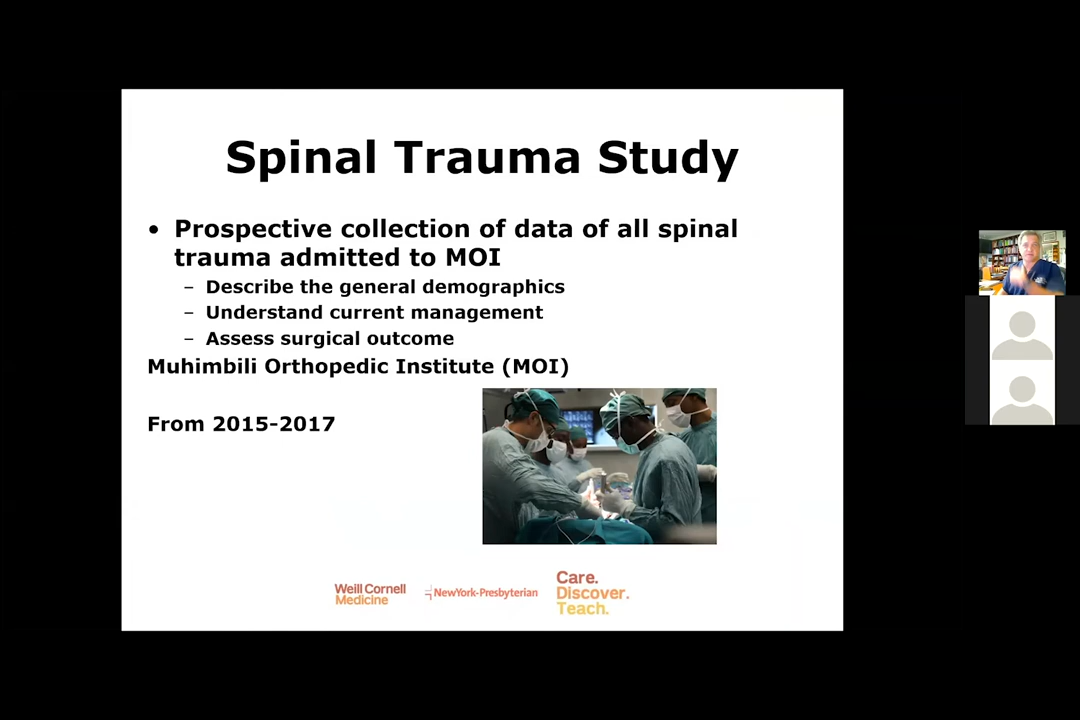 Spinal Trauma Study
• Prospective collection of data of all spinal
trauma admitted to MOI
– Describe the general demographics
– Understand current management
– Assess surgical outcome
Muhimbili Orthopedic Institute (MOI)
From 2015-2017
Weill Cornell
Medicine
NewYork-Presbyterian
Care.
Discover.
Teach.